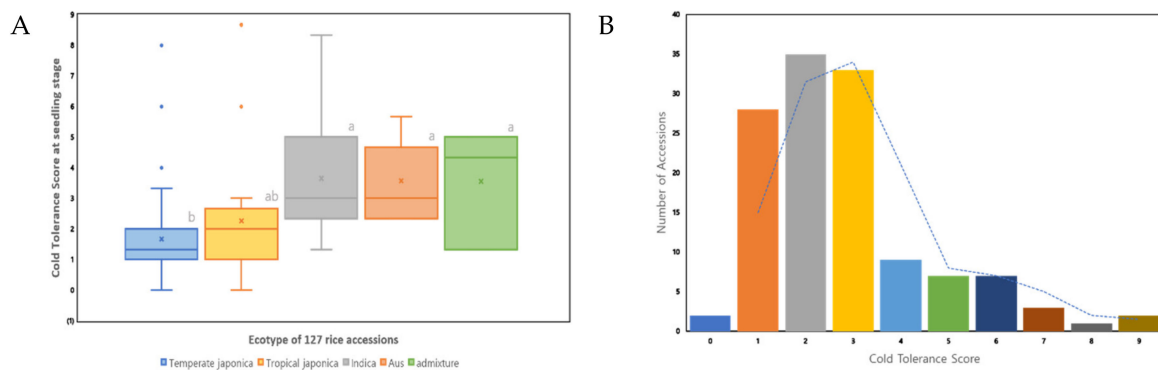 A
Cold Tolerance Score at seedling stage
9
8
7
6
5
4
3
2
1
0
(1)
b
ab
a
a
a
Ecotype of 127 rice accessions
Temperate japonica Tropical japonica Indica Aus admixture
B
Number of Accessions
40
35
30
25
20
15
10
5
0
0 1 2 3 4 5 6 7 8 9
Cold Tolerance Score